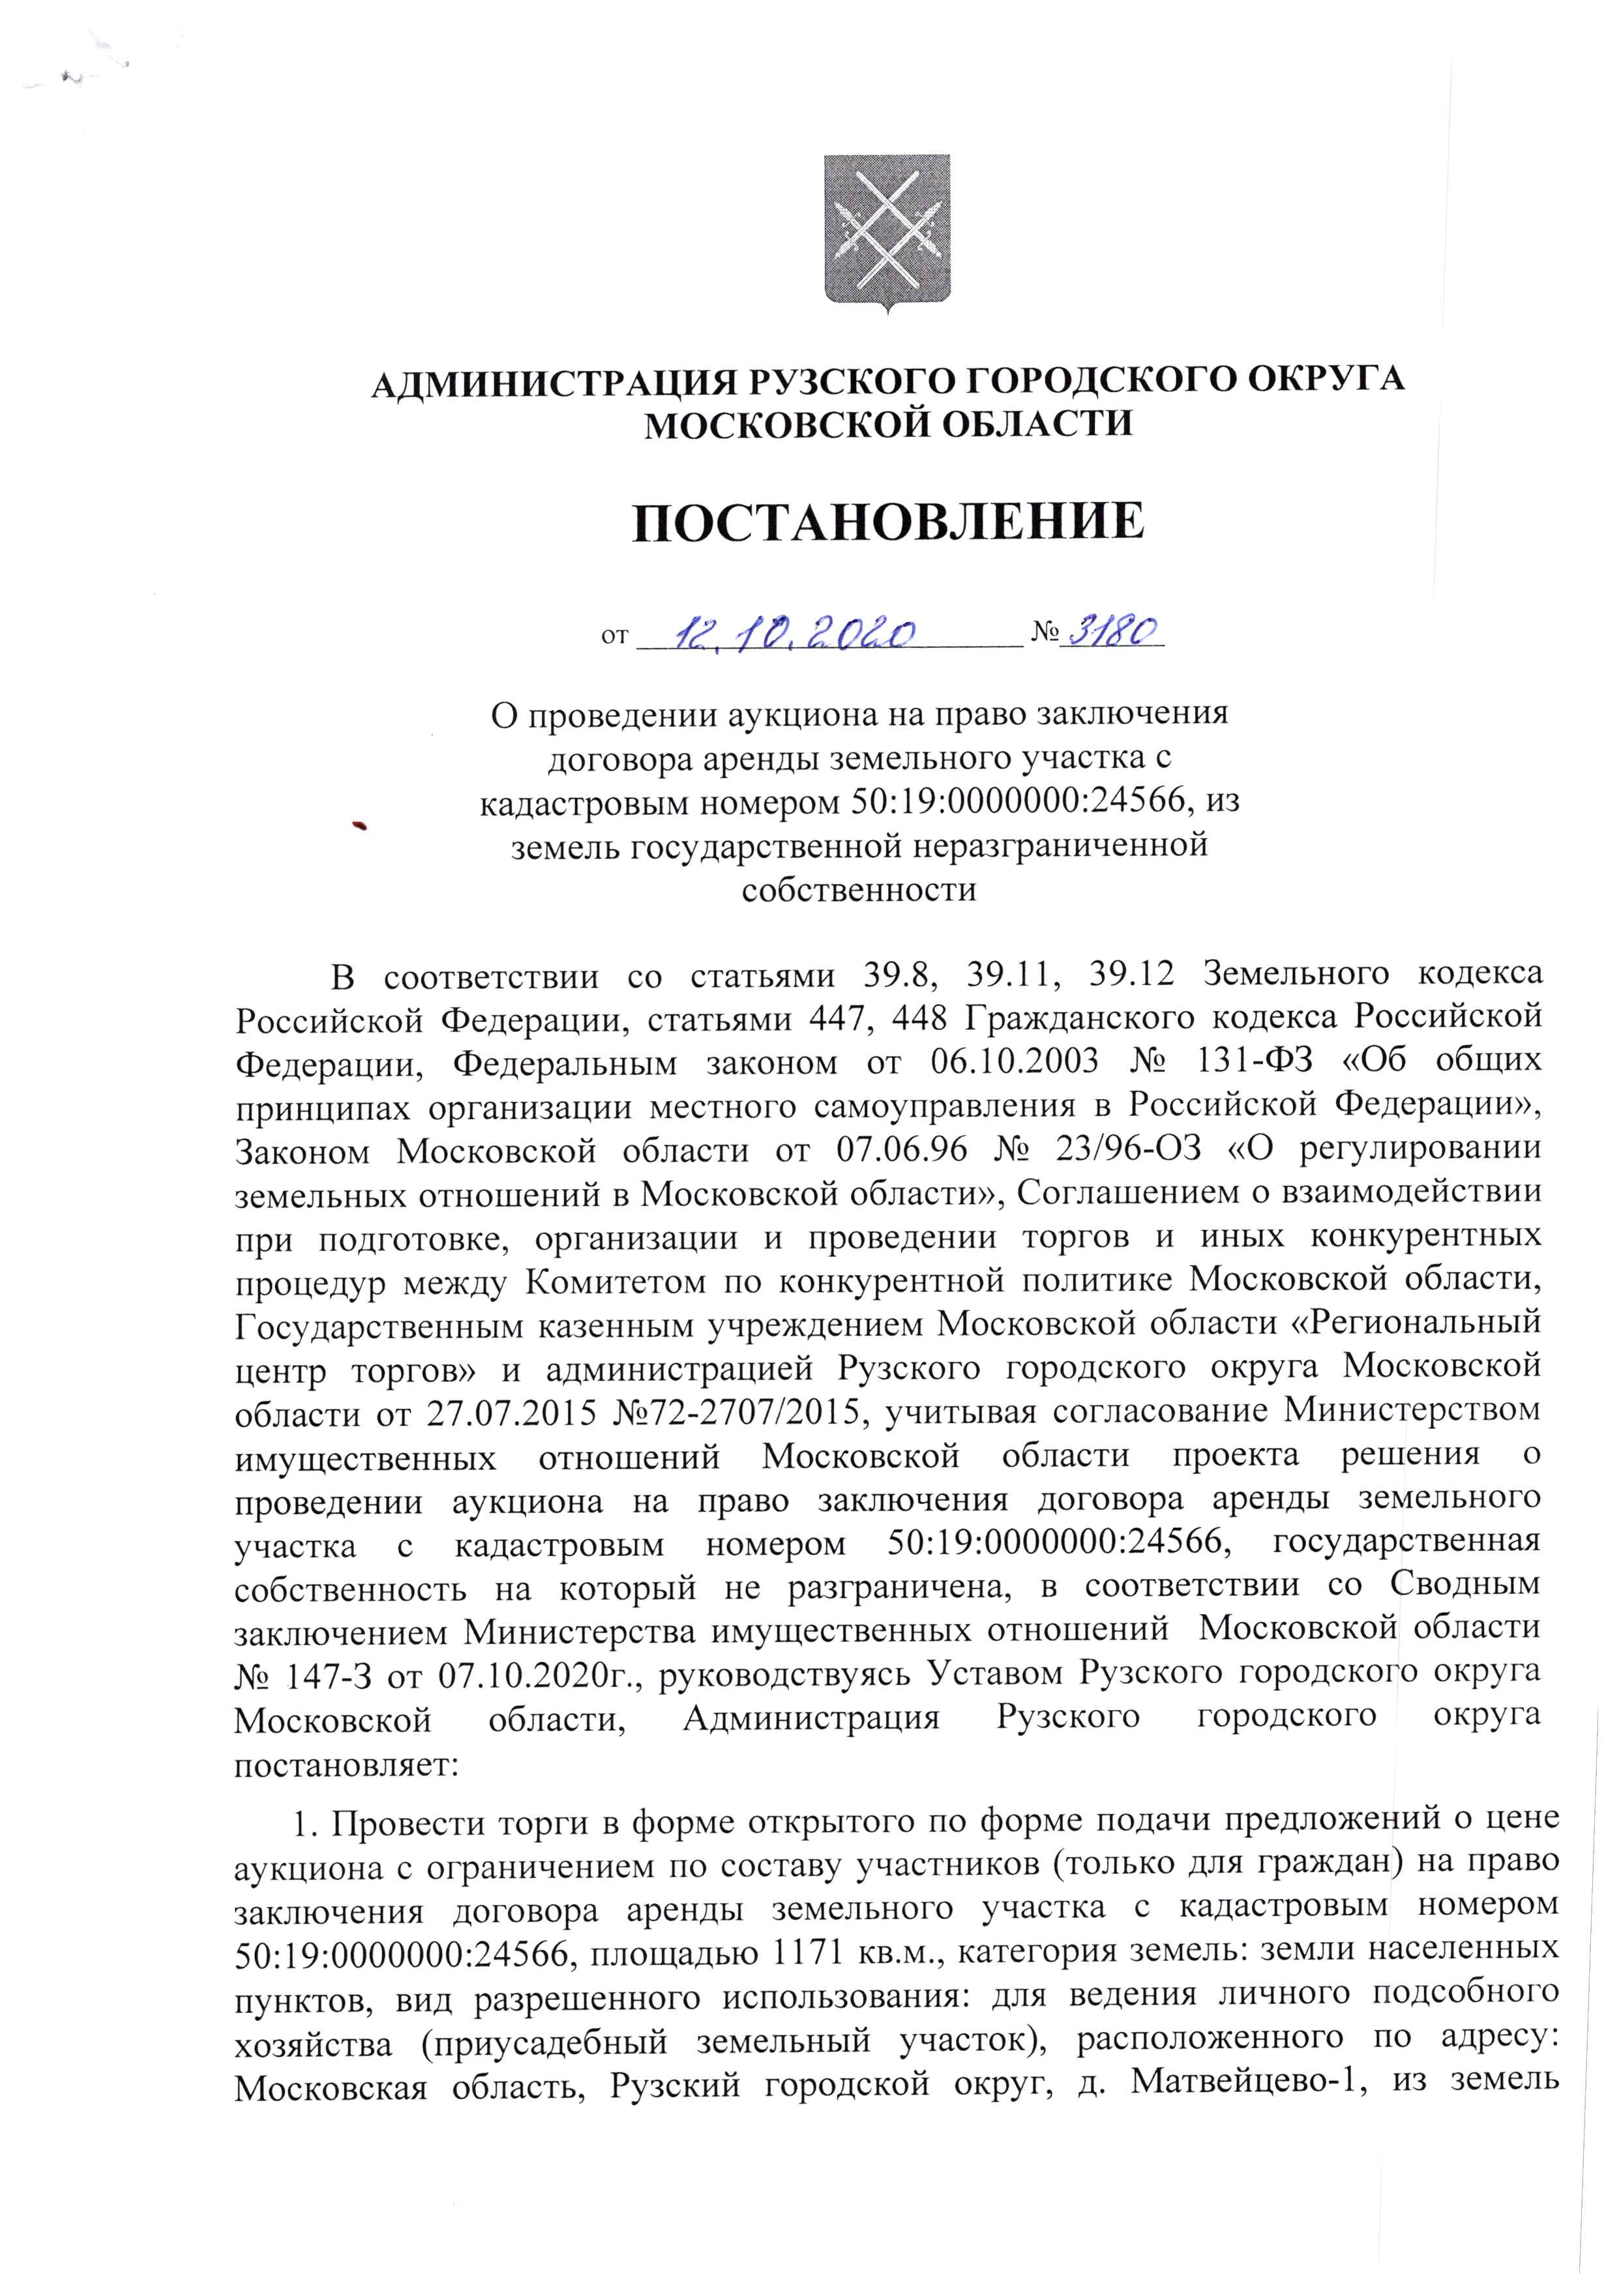 АДМИНИСТРАЦИЯ РУЗСКОГО ГОРОДСКОГО ОКРУГА
МОСКОВСКОЙ ОБЛАСТИ
ПОСТАНОВЛЕНИЕ
от 12.10.2020 № 3180
О проведении аукциона на право заключения
договора аренды земельного участка с
кадастровым номером 50:19:0000000:24566, из
земель государственной неразграниченной
собственности
В соответствии со статьями 39.8, 39.11, 39.12 Земельного кодекса
Российской Федерации, статьями 447, 448 Гражданского кодекса Российской
Федерации, Федеральным законом от 06.10.2003 № 131-ФЗ «Об общих
принципах организации местного самоуправления в Российской Федерации»,
Законом Московской области от 07.06.96 № 23/96-ОЗ «О регулировании
земельных отношений в Московской области», Соглашением о взаимодействии
при подготовке, организации и проведении торгов и иных конкурентных
процедур между Комитетом по конкурентной политике Московской области,
Государственным казенным учреждением Московской области «Региональный
центр торгов» и администрацией Рузского городского округа Московской
области от 27.07.2015 №72-2707/2015, учитывая согласование Министерством
имущественных отношений Московской области проекта решения о
проведении аукциона на право заключения договора аренды земельного
участка с кадастровым номером 50:19:0000000:24566, государственная
собственность на который не разграничена, в соответствии со Сводным
заключением Министерства имущественных отношений Московской области
№ 147-З от 07.10.2020г., руководствуясь Уставом Рузского городского округа
Московской области, Администрация Рузского городского округа
постановляет:
1. Провести торги в форме открытого по форме подачи предложений о цене
аукциона с ограничением по составу участников (только для граждан) на право
заключения договора аренды земельного участка с кадастровым номером
50:19:0000000:24566, площадью 1171 кв.м., категория земель: земли населенных
пунктов, вид разрешенного использования: для ведения личного подсобного
хозяйства (приусадебный земельный участок), расположенного по адресу:
Московская область, Рузский городской округ, д. Матвейцево-1, из земель